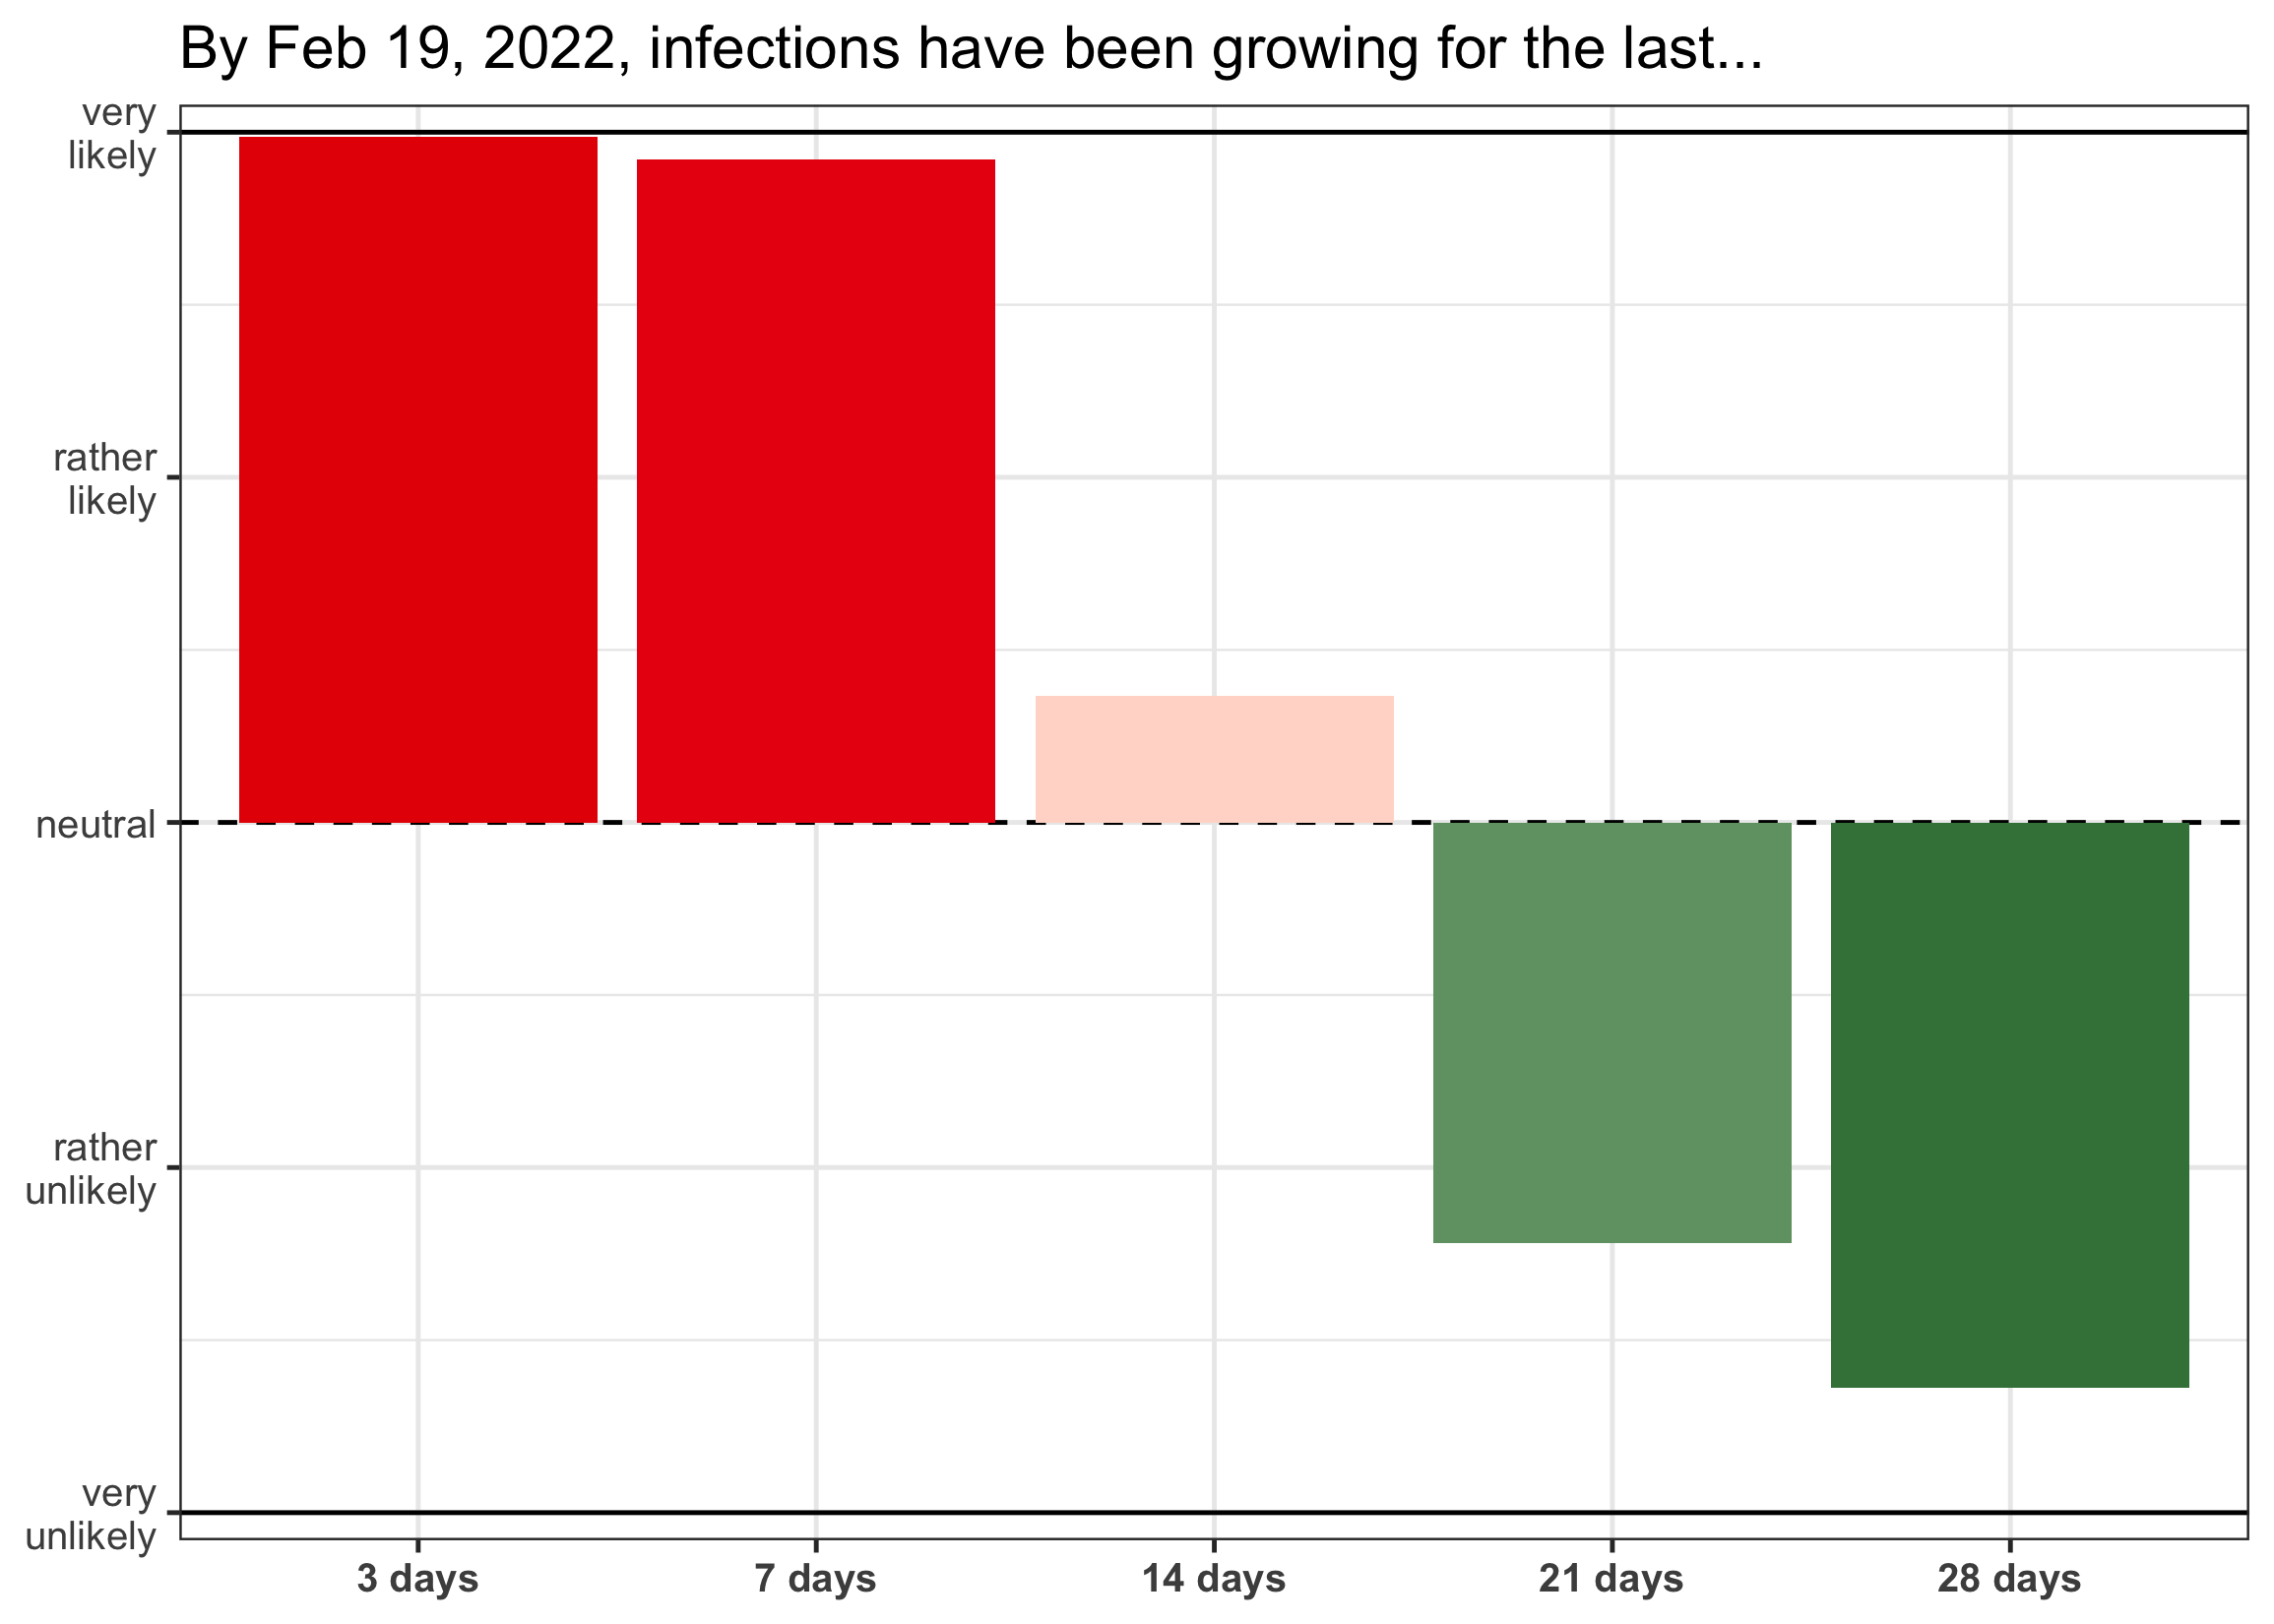 By Feb 19, 2022, infections have been growing for the last...
very
likely
rather
likely
neutral
rather
unlikely
very
unlikely
3 days
7 days
14 days
21 days
28 days